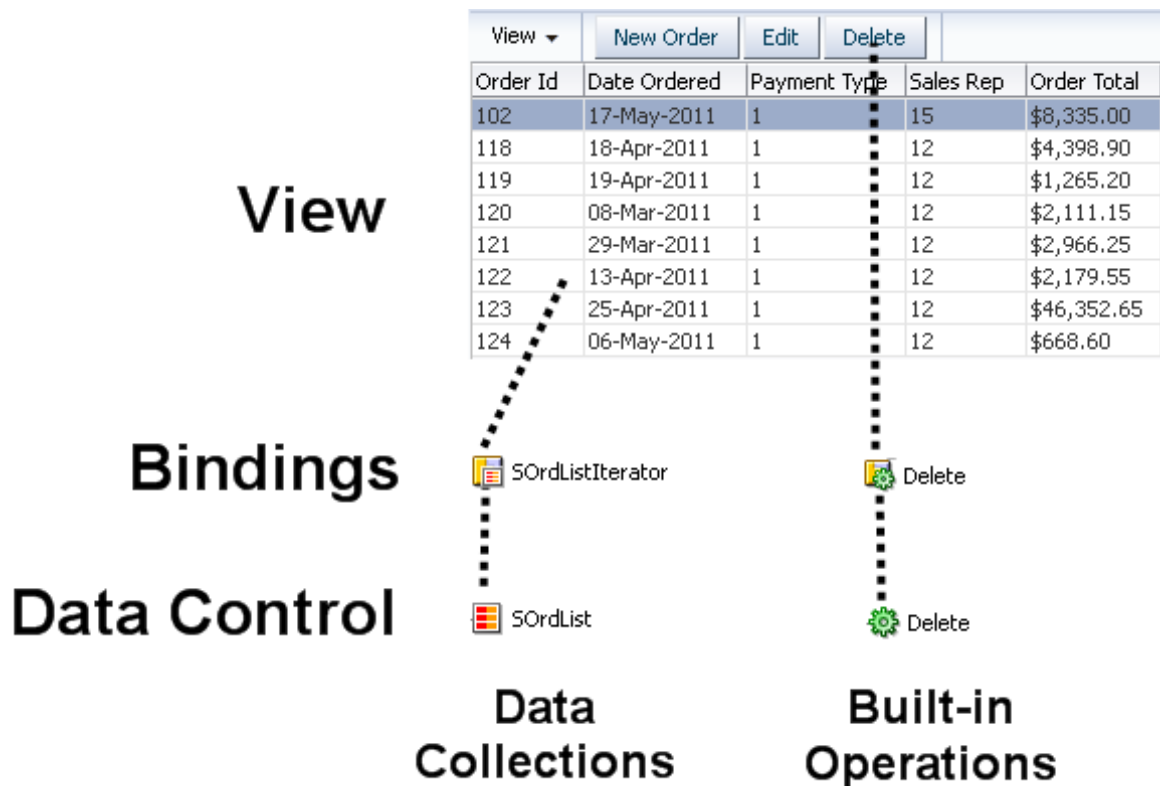 View New Order Edit Delete
Order Id Date Ordered Payment Type Sales Rep Order Total
102 17-May-2011 1 15 $8,335.00
118 18-Apr-2011 1 12 $4,398.90
119 19-Apr-2011 1 12 $1,265.20
120 08-Mar-2011 1 12 $2,111.15
121 29-Mar-2011 1 12 $2,966.25
122 13-Apr-2011 1 12 $2,179.55
123 25-Apr-2011 1 12 $46,352.65
124 06-May-2011 1 12 $668.60
View
Bindings SOrdListIterator Delete
Data Control SOrdList Delete
Data Collections
Built-in Operations